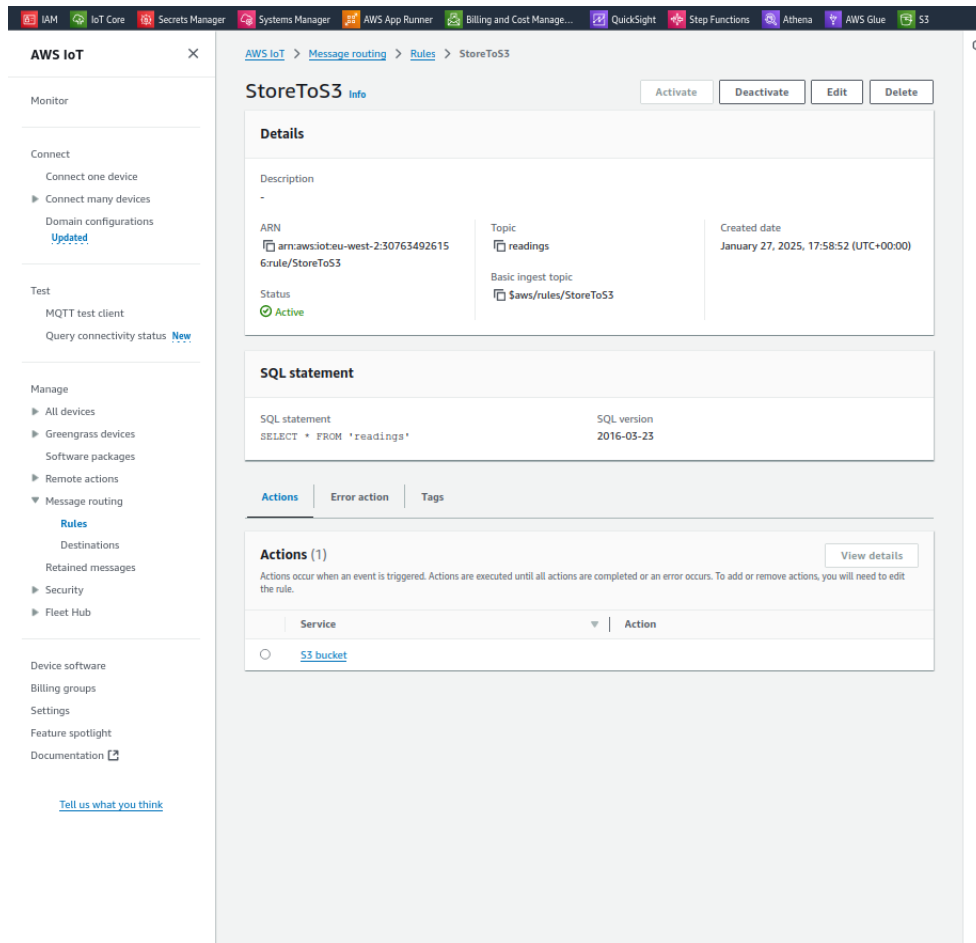 IAM IoT Core Secrets Manager Systems Manager AWS App Runner Billing and Cost Manage... QuickSight Step Functions Athena AWS Glue S3
AWS IoT
Monitor
Connect
Connect one device
Connect many devices
Domain configurations
Updated
Test
MQTT test client
Query connectivity status New
Manage
All devices
Greengrass devices
Software packages
Remote actions
Message routing
Rules
Destinations
Retained messages
Security
Fleet Hub
Device software
Billing groups
Settings
Feature spotlight
Documentation
Tell us what you think
AWS IoT > Message routing > Rules > StoreToS3
StoreToS3 Info
Activate Deactivate Edit Delete
Details
Description
-
ARN
arn:aws:iot:eu-west-2:30763492615
6:rule/StoreToS3
Status
Active
Topic
readings
Basic ingest topic
$aws/rules/StoreToS3
Created date
January 27, 2025, 17:58:52 (UTC+00:00)
SQL statement
SQL statement
SELECT * FROM 'readings'
SQL version
2016-03-23
Actions Error action Tags
Actions (1)
View details
Actions occur when an event is triggered. Actions are executed until all actions are completed or an error occurs. To add or remove actions, you will need to edit
the rule.
Service Action
S3 bucket